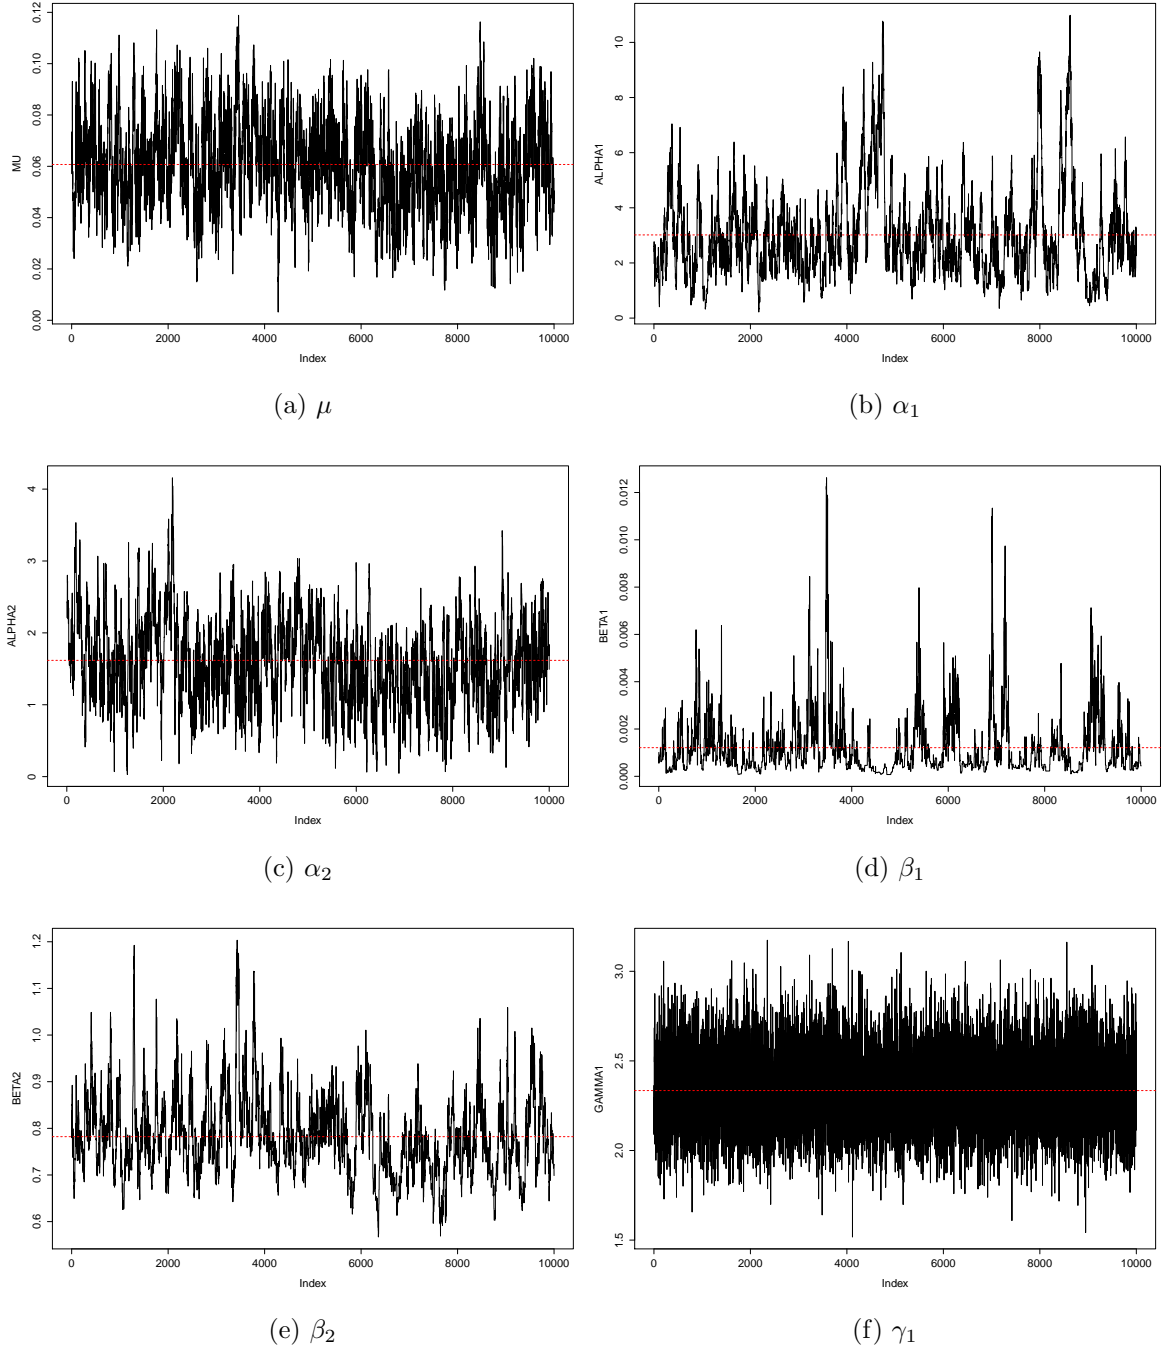 MU
0.00 0.02 0.04 0.06 0.08 0.10 0.12
0 2000 4000 6000 8000 10000
Index
(a) μ
ALPHA1
0 2 4 6 8 10
0 2000 4000 6000 8000 10000
Index
(b) α₁
ALPHA2
0 1 2 3 4
0 2000 4000 6000 8000 10000
Index
(c) α₂
BETA1
0.000 0.002 0.004 0.006 0.008 0.010 0.012
0 2000 4000 6000 8000 10000
Index
(d) β₁
BETA2
0.6 0.7 0.8 0.9 1.0 1.1 1.2
0 2000 4000 6000 8000 10000
Index
(e) β₂
GAMMA1
1.5 2.0 2.5 3.0
0 2000 4000 6000 8000 10000
Index
(f) γ₁